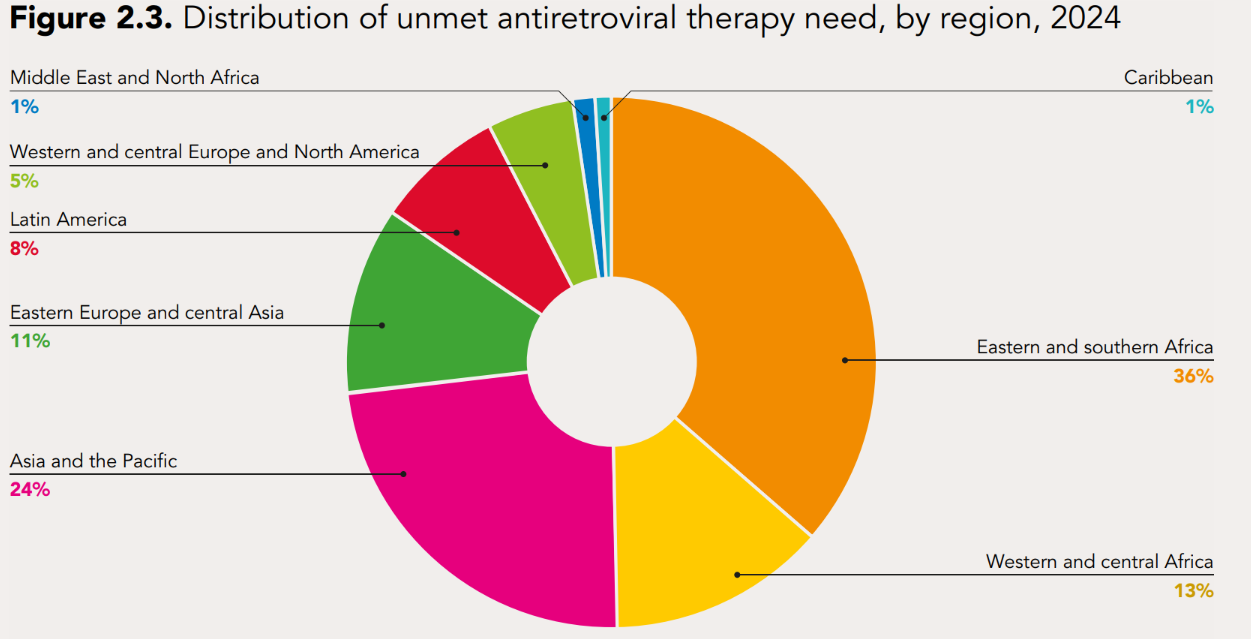 Figure 2.3. Distribution of unmet antiretroviral therapy need, by region, 2024
Middle East and North Africa
1%
Caribbean
1%
Western and central Europe and North America
5%
Latin America
8%
Eastern Europe and central Asia
11%
Eastern and southern Africa
36%
Asia and the Pacific
24%
Western and central Africa
13%